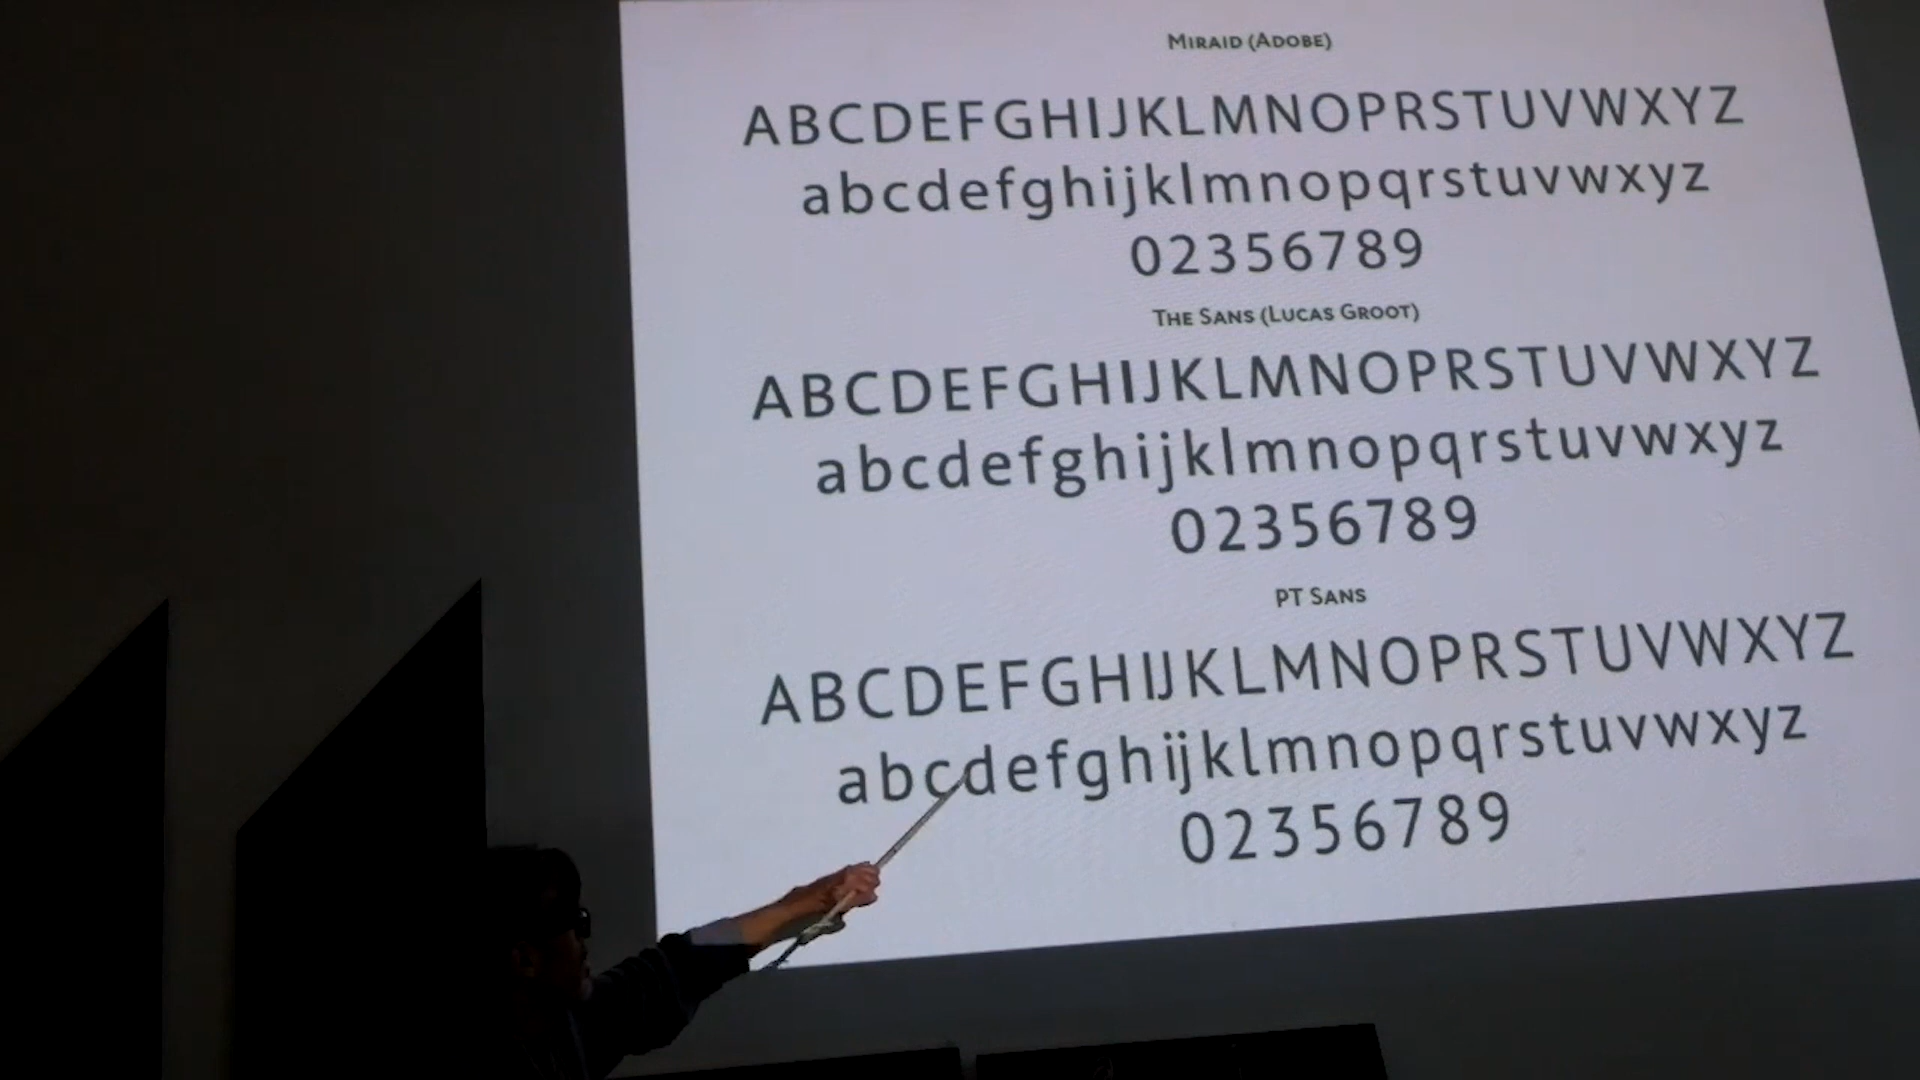 Miraid (Adobe)
ABCDEFGHIJKLMNOPRSTUVWXYZ
abcdefghijklmnopqrstuvwxyz
02356789
The Sans (Lucas Groot)
ABCDEFGHIJKLMNOPRSTUVWXYZ
abcdefghijklmnopqrstuvwxyz
02356789
PT Sans
ABCDEFGHIJKLMNOPRSTUVWXYZ
abcdefghijklmnopqrstuvwxyz
02356789